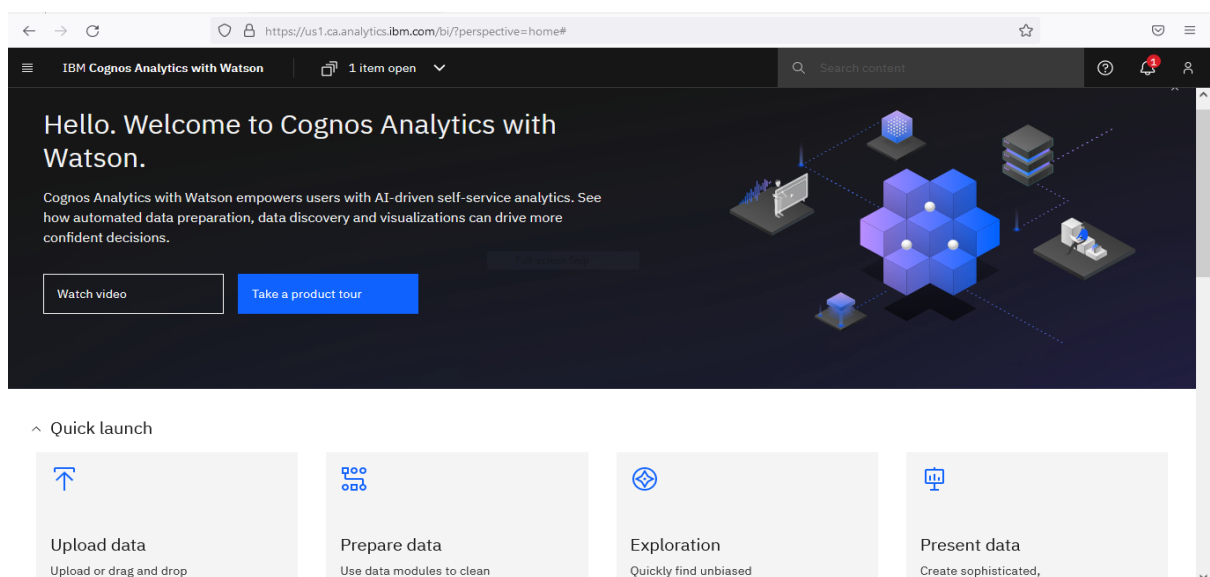 https://us1.ca.analytics.ibm.com/bi/?perspective=home#
IBM Cognos Analytics with Watson
1 item open
Search content
1
Hello. Welcome to Cognos Analytics with
Watson.
Cognos Analytics with Watson empowers users with AI-driven self-service analytics. See
how automated data preparation, data discovery and visualizations can drive more
confident decisions.
Watch video
Take a product tour
Quick launch
Upload data
Upload or drag and drop
Prepare data
Use data modules to clean
Exploration
Quickly find unbiased
Present data
Create sophisticated,